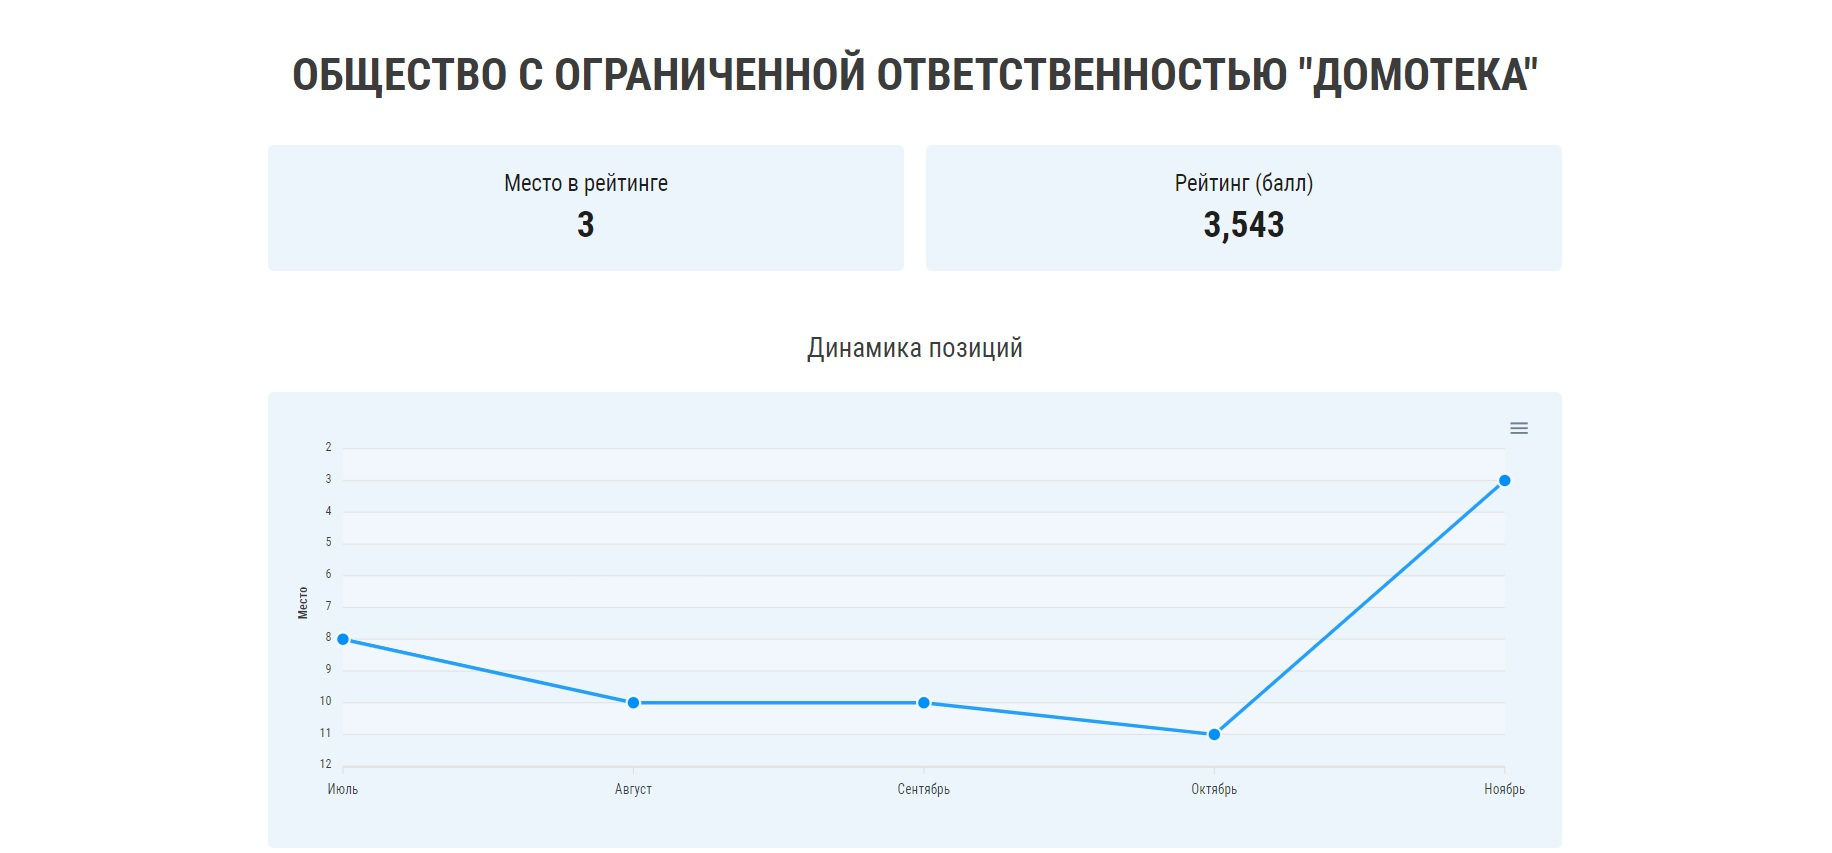 ОБЩЕСТВО С ОГРАНИЧЕННОЙ ОТВЕТСТВЕННОСТЬЮ "ДОМОТЕКА"
Место в рейтинге
3
Рейтинг (балл)
3,543
Динамика позиций
Место
2
3
4
5
6
7
8
9
10
11
12
Июль Август Сентябрь Октябрь Ноябрь